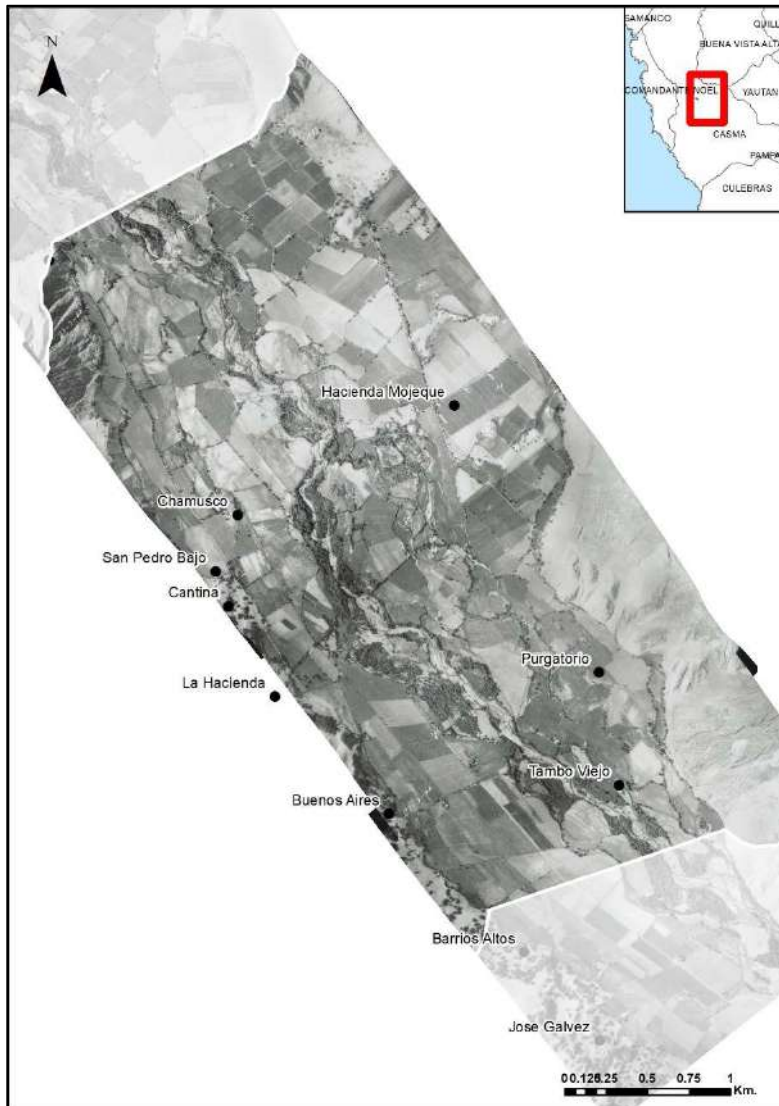 N
SAMANCO
QUILL
BUENA VISTA ALTA
COMANDANTE NOEL
YAUTAN
CASMA
PAMPA
CULEBRAS
Hacienda Mojeque
Chamusco
San Pedro Bajo
Cantina
Purgatorio
La Hacienda
Tambo Viejo
Buenos Aires
Barrios Altos
Jose Galvez
0 0.125 0.25 0.5 0.75 1
Km.